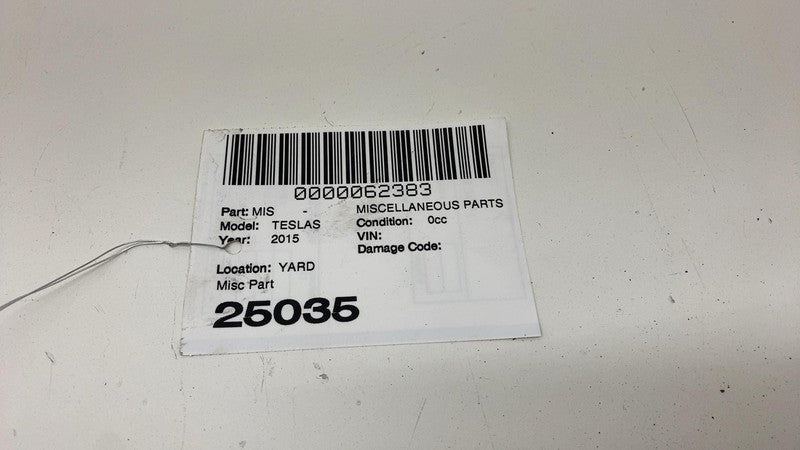 0000062383
Part: MIS - MISCELLANEOUS PARTS
Model: TESLAS Condition: 0cc
Year: 2015 VIN:
Damage Code:
Location: YARD
Misc Part
25035